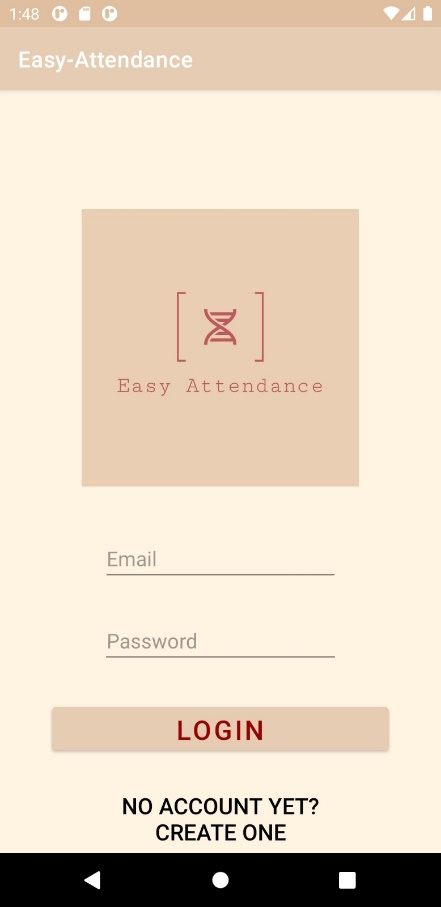 1:48
Easy-Attendance
Easy Attendance
Email
Password
LOGIN
NO ACCOUNT YET?
CREATE ONE